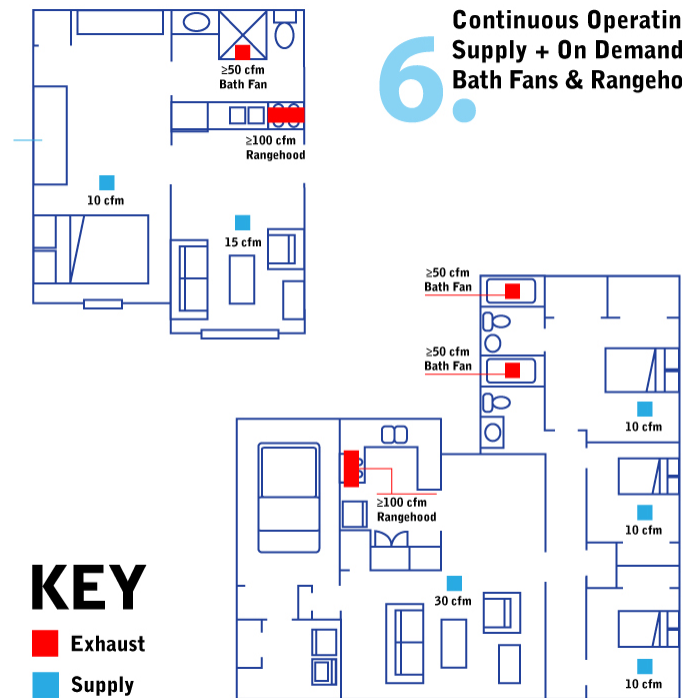 6.
Continuous Operatin
Supply + On Demand
Bath Fans & Rangeho
≥50 cfm
Bath Fan
≥100 cfm
Rangehood
10 cfm
15 cfm
≥50 cfm
Bath Fan
≥50 cfm
Bath Fan
10 cfm
10 cfm
≥100 cfm
Rangehood
30 cfm
10 cfm
KEY
Exhaust
Supply